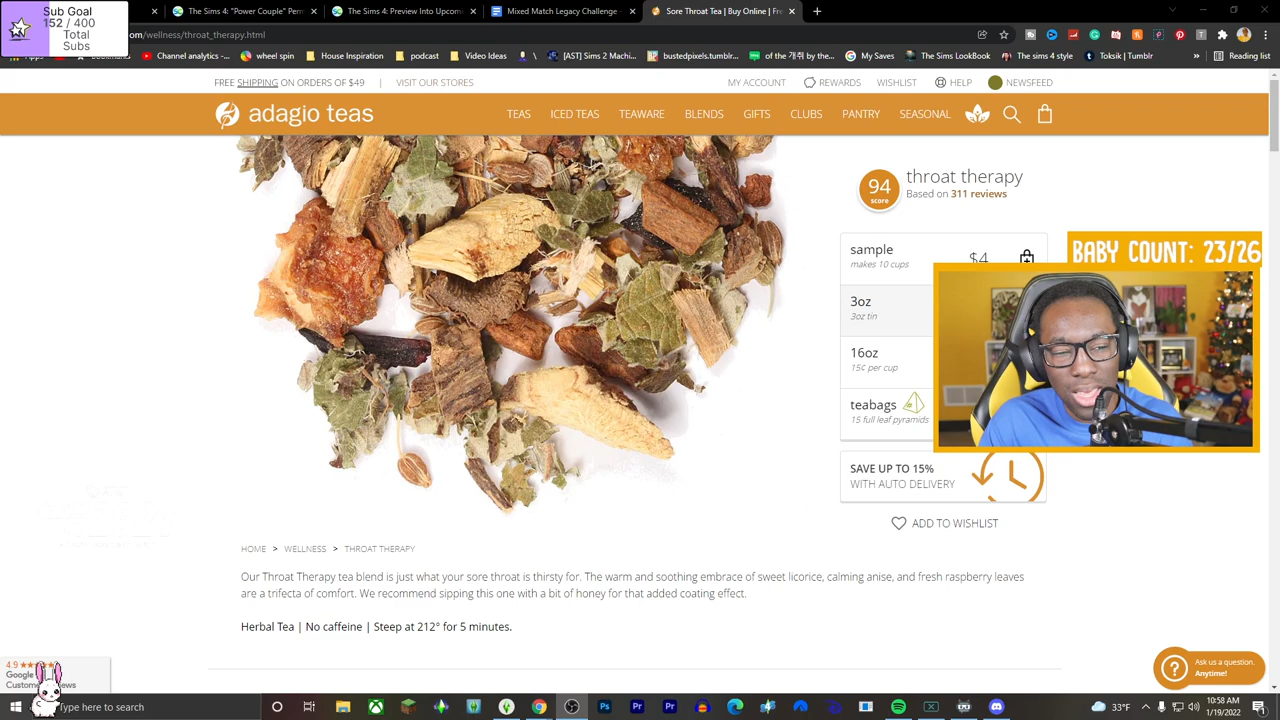 Sub Goal
152 / 400
Total
Subs
The Sims 4: "Power Couple" Perm
The Sims 4: Preview Into Upcom
Mixed Match Legacy Challenge -
Sore Throat Tea | Buy Online | Fre
om/wellness/throat_therapy.html
Channel analytics -...
House Inspiration
podcast
[AST] Sims 2 Machi...
bustedpixels.tumbl...
My Saves
The Sims LookBook
Toksik | Tumblr
Reading list
FREE SHIPPING ON ORDERS OF $49 | VISIT OUR STORES
MY ACCOUNT REWARDS WISHLIST HELP NEWSFEED
adagio teas
TEAS ICED TEAS TEAWARE BLENDS GIFTS CLUBS PANTRY SEASONAL
94
score
throat therapy
Based on 311 reviews
sample
makes 10 cups
$4
3oz
3oz tin
16oz
15¢ per cup
teabags
15 full leaf pyramids
BABY COUNT: 23/26
SAVE UP TO 15%
WITH AUTO DELIVERY
ADD TO WISHLIST
HOME > WELLNESS > THROAT THERAPY
Our Throat Therapy tea blend is just what your sore throat is thirsty for. The warm and soothing embrace of sweet licorice, calming anise, and fresh raspberry leaves
are a trifecta of comfort. We recommend sipping this one with a bit of honey for that added coating effect.
Herbal Tea | No caffeine | Steep at 212° for 5 minutes.
4.9
Google
Custome
Ask us a question.
Anytime!
Type here to search
33°F
10:58 AM
1/19/2022